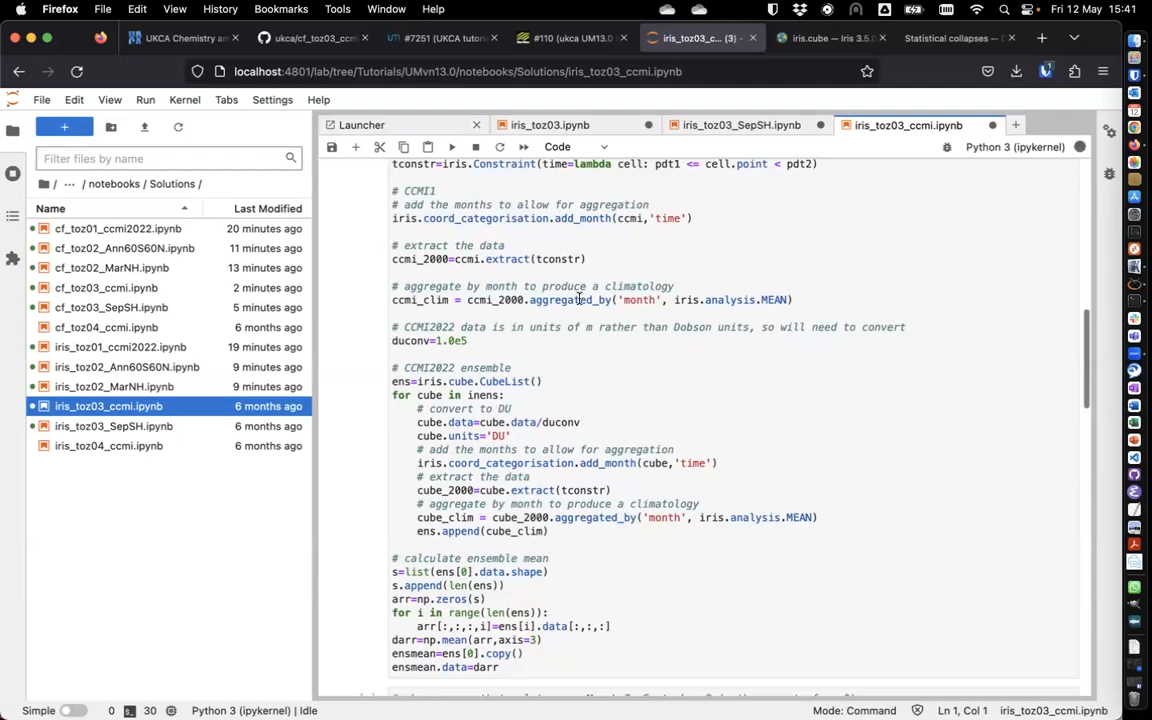 Firefox File Edit View History Bookmarks Tools Window Help Fri 12 May 15:41
UKCA Chemistry an
ukca/cf_toz03_ccm
#7251 (UKCA tutori
#110 (ukca UM13.0
iris_toz03_c... (3) -
iris.cube — Iris 3.5.
Statistical collapses —
localhost:4801/lab/tree/Tutorials/UMvn13.0/notebooks/Solutions/iris_toz03_ccmi.ipynb
File Edit View Run Kernel Tabs Settings Help
Launcher
iris_toz03.ipynb
iris_toz03_SepSH.ipynb
iris_toz03_ccmi.ipynb
Code
Python 3 (ipykernel)
Filter files by name
/ ··· / notebooks / Solutions /
Name Last Modified
cf_toz01_ccmi2022.ipynb 20 minutes ago
cf_toz02_Ann60S60N.ipynb 11 minutes ago
cf_toz02_MarNH.ipynb 13 minutes ago
cf_toz03_ccmi.ipynb 2 minutes ago
cf_toz03_SepSH.ipynb 5 minutes ago
cf_toz04_ccmi.ipynb 6 months ago
iris_toz01_ccmi2022.ipynb 19 minutes ago
iris_toz02_Ann60S60N.ipynb 9 minutes ago
iris_toz02_MarNH.ipynb 9 minutes ago
iris_toz03_ccmi.ipynb 6 months ago
iris_toz03_SepSH.ipynb 6 months ago
iris_toz04_ccmi.ipynb 6 months ago
tconstr=iris.Constraint(time=lambda cell: pdt1 <= cell.point < pdt2)
# CCMI1
# add the months to allow for aggregation
iris.coord_categorisation.add_month(ccmi,'time')
# extract the data
ccmi_2000=ccmi.extract(tconstr)
# aggregate by month to produce a climatology
ccmi_clim = ccmi_2000.aggregated_by('month', iris.analysis.MEAN)
# CCMI2022 data is in units of m rather than Dobson units, so will need to convert
duconv=1.0e5
# CCMI2022 ensemble
ens=iris.cube.CubeList()
for cube in inens:
# convert to DU
cube.data=cube.data/duconv
cube.units='DU'
# add the months to allow for aggregation
iris.coord_categorisation.add_month(cube,'time')
# extract the data
cube_2000=cube.extract(tconstr)
# aggregate by month to produce a climatology
cube_clim = cube_2000.aggregated_by('month', iris.analysis.MEAN)
ens.append(cube_clim)
# calculate ensemble mean
s=list(ens[0].data.shape)
s.append(len(ens))
arr=np.zeros(s)
for i in range(len(ens)):
arr[:,:,:,i]=ens[i].data[:,:,:]
darr=np.mean(arr,axis=3)
ensmean=ens[0].copy()
ensmean.data=darr
Simple 0 30 Python 3 (ipykernel) | Idle Mode: Command Ln 1, Col 1 iris_toz03_ccmi.ipynb